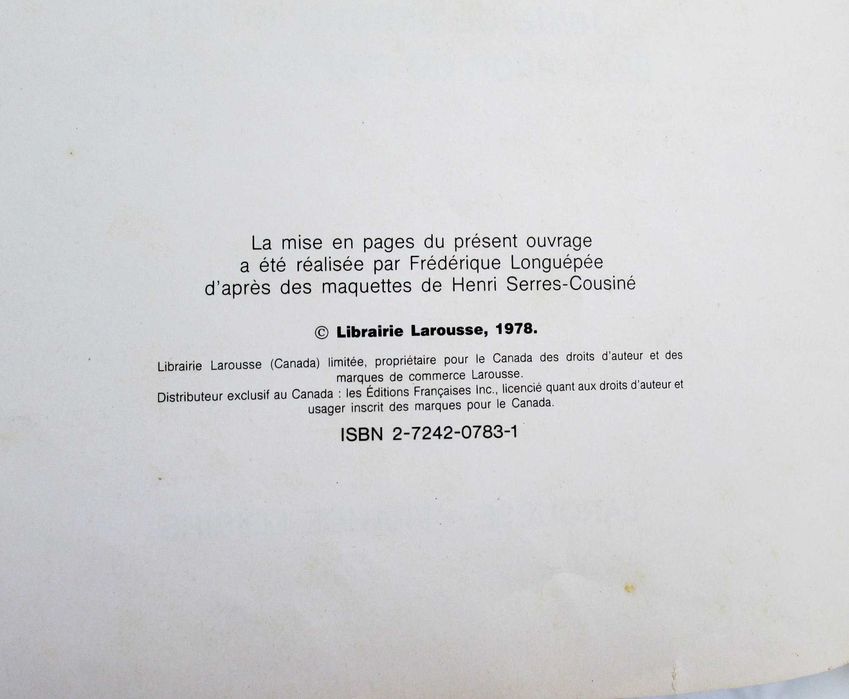 La mise en pages du présent ouvrage
a été réalisée par Frédérique Longuépée
d'après des maquettes de Henri Serres-Cousiné
© Librairie Larousse, 1978.
Librairie Larousse (Canada) limitée, propriétaire pour le Canada des droits d'auteur et des
marques de commerce Larousse.
Distributeur exclusif au Canada : les Éditions Françaises Inc., licencié quant aux droits d'auteur et
usager inscrit des marques pour le Canada.
ISBN 2-7242-0783-1